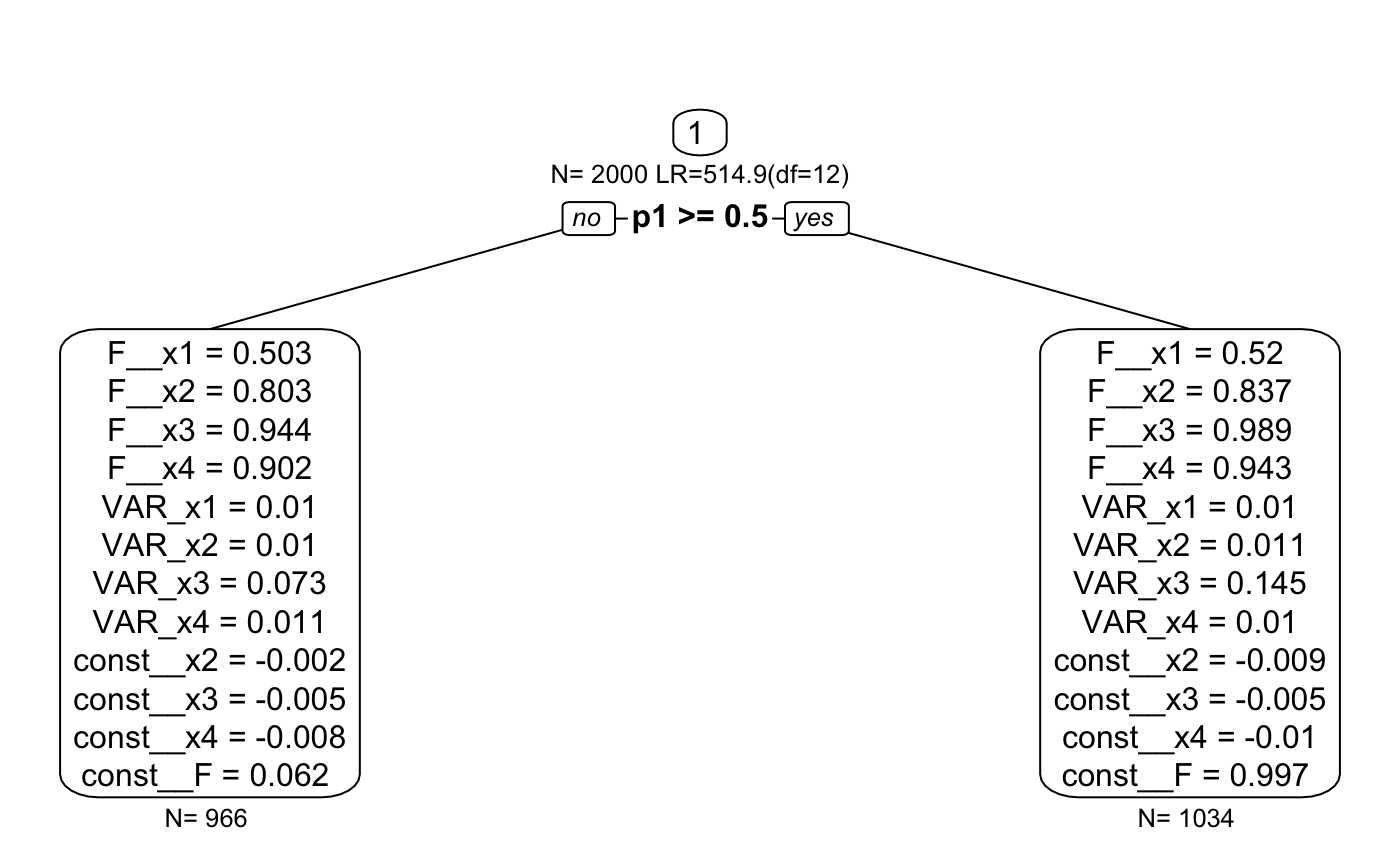 1
N= 2000 LR=514.9(df=12)
no p1 >= 0.5 yes
F__x1 = 0.503
F__x2 = 0.803
F__x3 = 0.944
F__x4 = 0.902
VAR_x1 = 0.01
VAR_x2 = 0.01
VAR_x3 = 0.073
VAR_x4 = 0.011
const__x2 = -0.002
const__x3 = -0.005
const__x4 = -0.008
const__F = 0.062
N= 966
F__x1 = 0.52
F__x2 = 0.837
F__x3 = 0.989
F__x4 = 0.943
VAR_x1 = 0.01
VAR_x2 = 0.011
VAR_x3 = 0.145
VAR_x4 = 0.01
const__x2 = -0.009
const__x3 = -0.005
const__x4 = -0.01
const__F = 0.997
N= 1034